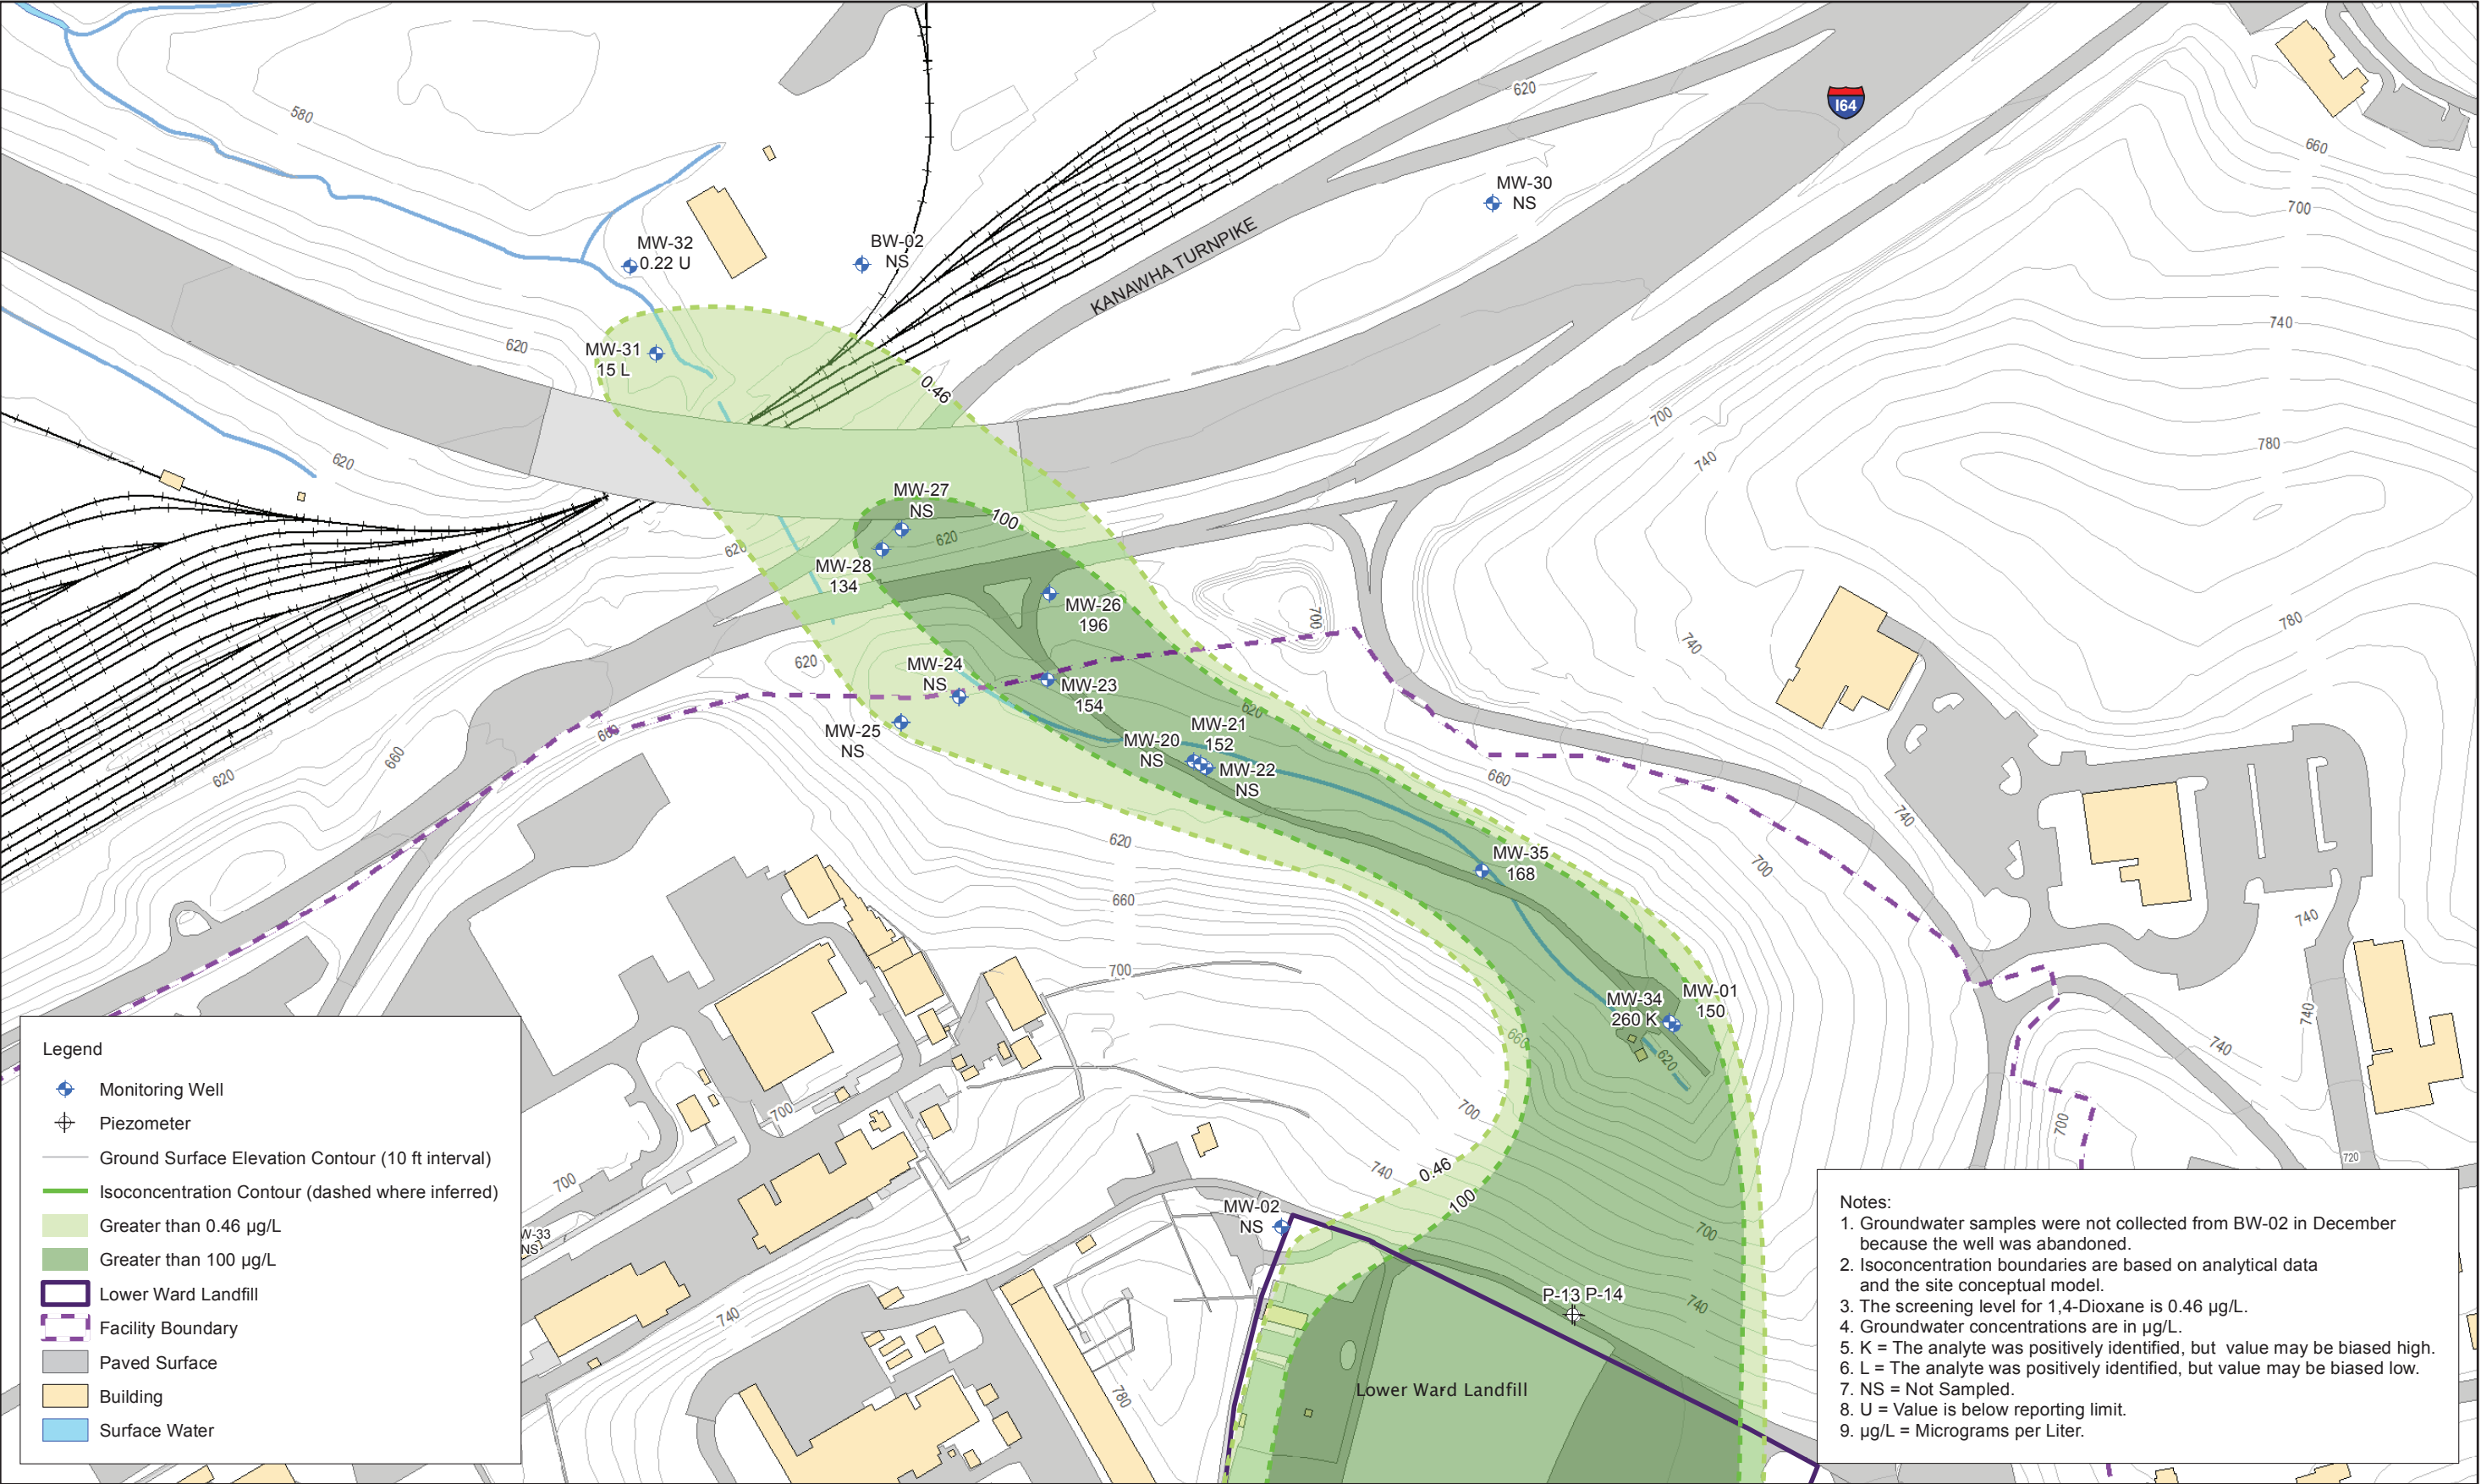 580
620
I64
660
MW-30
NS
700
MW-32
0.22 U
BW-02
NS
KANAWHA TURNPIKE
740
620
MW-31
15 L
0.46
700
780
740
620
MW-27
NS
100
620
620
MW-28
134
MW-26
196
700
740
780
620
MW-24
NS
MW-23
154
620
MW-25
NS
MW-21
152
MW-20
NS
MW-22
NS
660
660
620
660
740
620
MW-35
168
700
660
740
700
MW-34
260 K
MW-01
150
740
660
620
740
700
700
700
720
700
740
0.46
100
MW-02
NS
700
W-33
NS
740
P-13 P-14
740
780
Lower Ward Landfill
Legend
Monitoring Well
Piezometer
Ground Surface Elevation Contour (10 ft interval)
Isoconcentration Contour (dashed where inferred)
Greater than 0.46 µg/L
Greater than 100 µg/L
Lower Ward Landfill
Facility Boundary
Paved Surface
Building
Surface Water
Notes:
1. Groundwater samples were not collected from BW-02 in December
because the well was abandoned.
2. Isoconcentration boundaries are based on analytical data
and the site conceptual model.
3. The screening level for 1,4-Dioxane is 0.46 µg/L.
4. Groundwater concentrations are in µg/L.
5. K = The analyte was positively identified, but value may be biased high.
6. L = The analyte was positively identified, but value may be biased low.
7. NS = Not Sampled.
8. U = Value is below reporting limit.
9. µg/L = Micrograms per Liter.